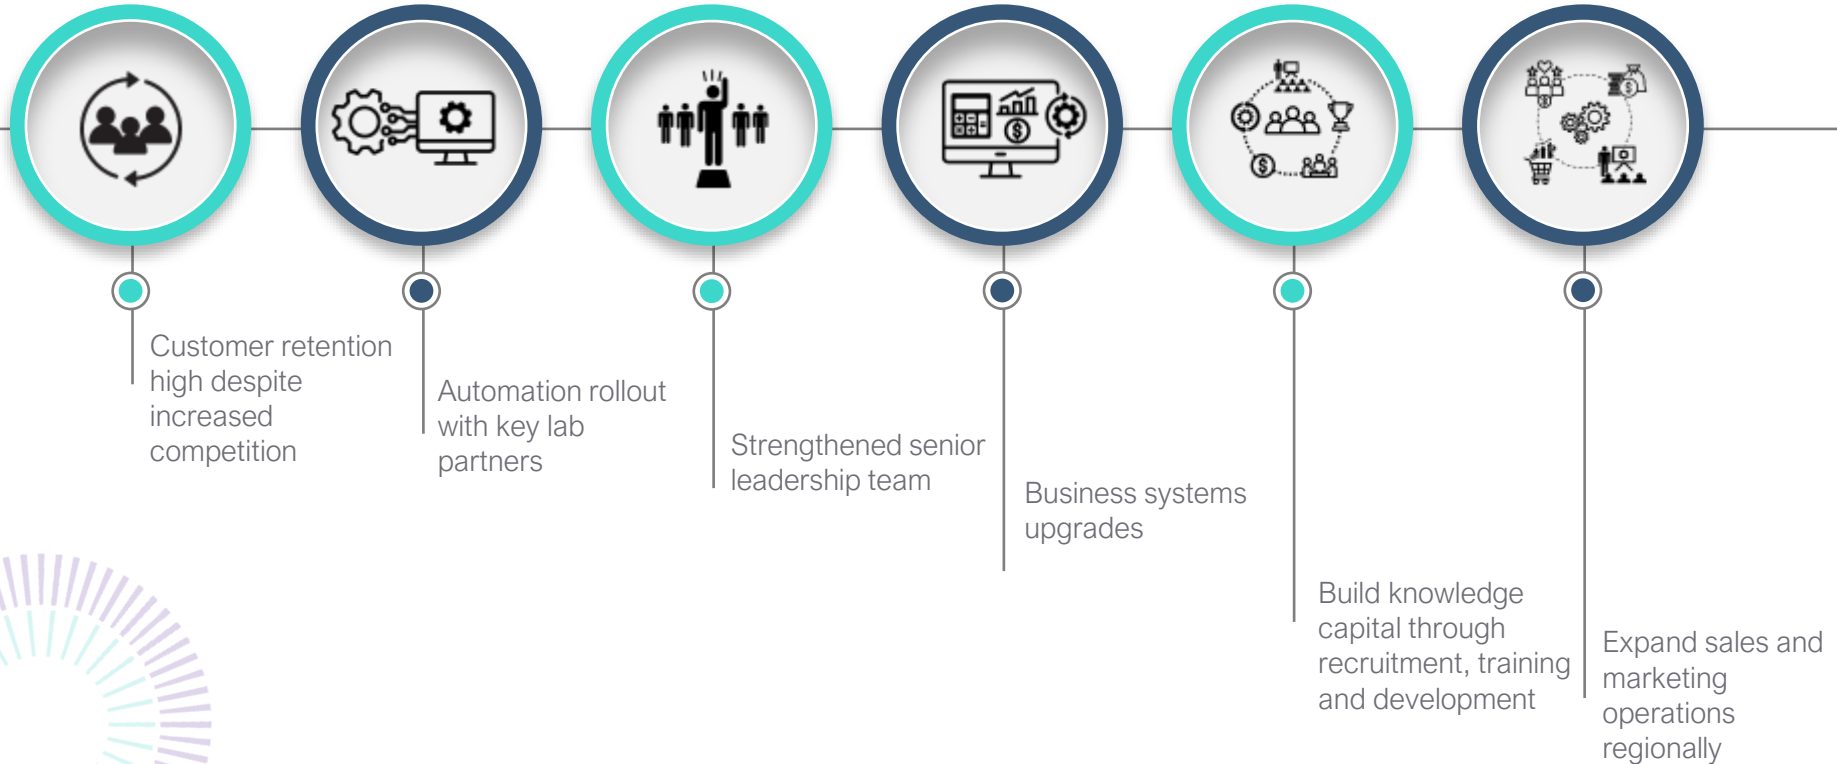 Customer retention
high despite
increased
competition
Automation rollout
with key lab
partners
Strengthened senior
leadership team
Business systems
upgrades
Build knowledge
capital through
recruitment, training
and development
Expand sales and
marketing
operations
regionally